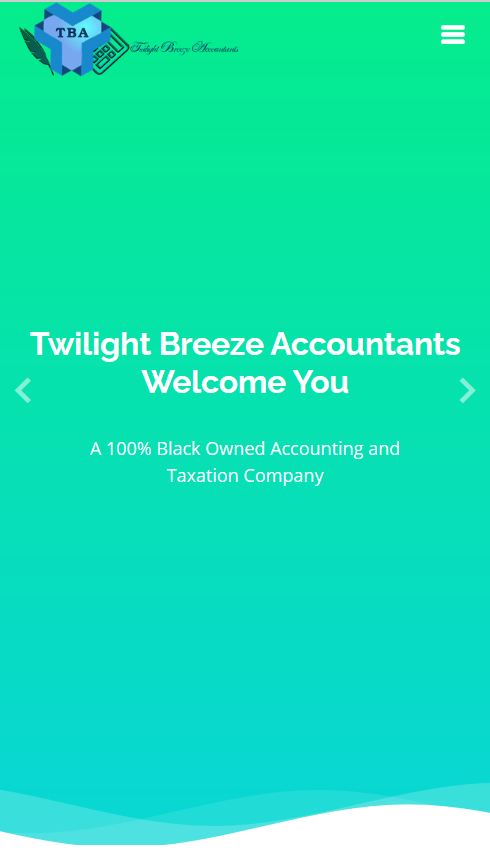 TBA
Twilight Breeze Accountants
Twilight Breeze Accountants
Welcome You
A 100% Black Owned Accounting and
Taxation Company